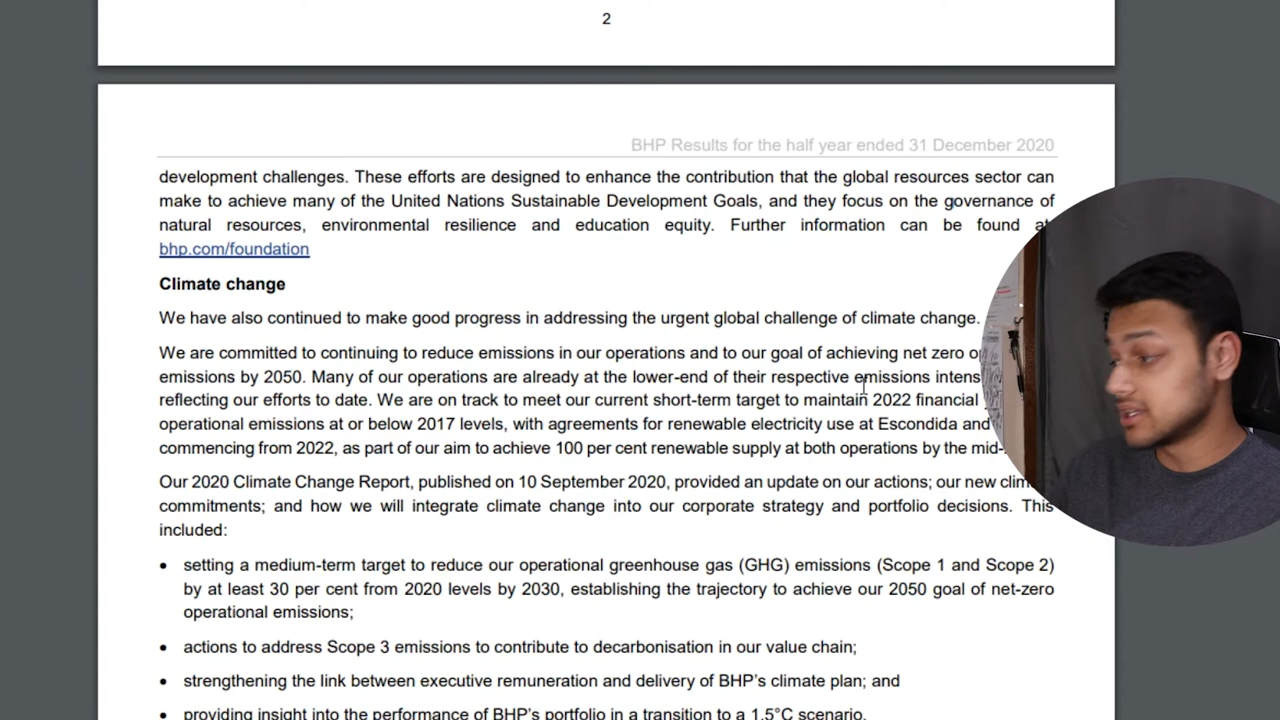 2
BHP Results for the half year ended 31 December 2020
development challenges. These efforts are designed to enhance the contribution that the global resources sector can
make to achieve many of the United Nations Sustainable Development Goals, and they focus on the governance of
natural resources, environmental resilience and education equity. Further information can be found at
bhp.com/foundation
Climate change
We have also continued to make good progress in addressing the urgent global challenge of climate change.
We are committed to continuing to reduce emissions in our operations and to our goal of achieving net zero
emissions by 2050. Many of our operations are already at the lower-end of their respective emissions
reflecting our efforts to date. We are on track to meet our current short-term target to maintain 2022 financial
operational emissions at or below 2017 levels, with agreements for renewable electricity use at Escondida and
commencing from 2022, as part of our aim to achieve 100 per cent renewable supply at both operations by the mid-
Our 2020 Climate Change Report, published on 10 September 2020, provided an update on our actions; our new
commitments; and how we will integrate climate change into our corporate strategy and portfolio decisions. This
included:
• setting a medium-term target to reduce our operational greenhouse gas (GHG) emissions (Scope 1 and Scope 2)
by at least 30 per cent from 2020 levels by 2030, establishing the trajectory to achieve our 2050 goal of net-zero
operational emissions;
• actions to address Scope 3 emissions to contribute to decarbonisation in our value chain;
• strengthening the link between executive remuneration and delivery of BHP's climate plan; and
• providing insight into the performance of BHP's portfolio in a transition to a 1.5°C scenario.